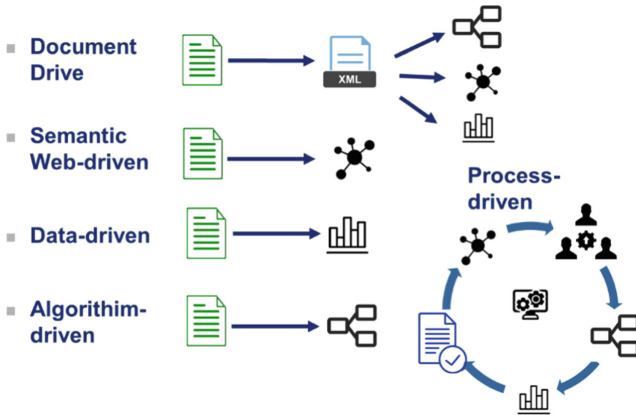 Document
Drive
XML
Semantic
Web-driven
Process-
driven
Data-driven
Algorithim-
driven